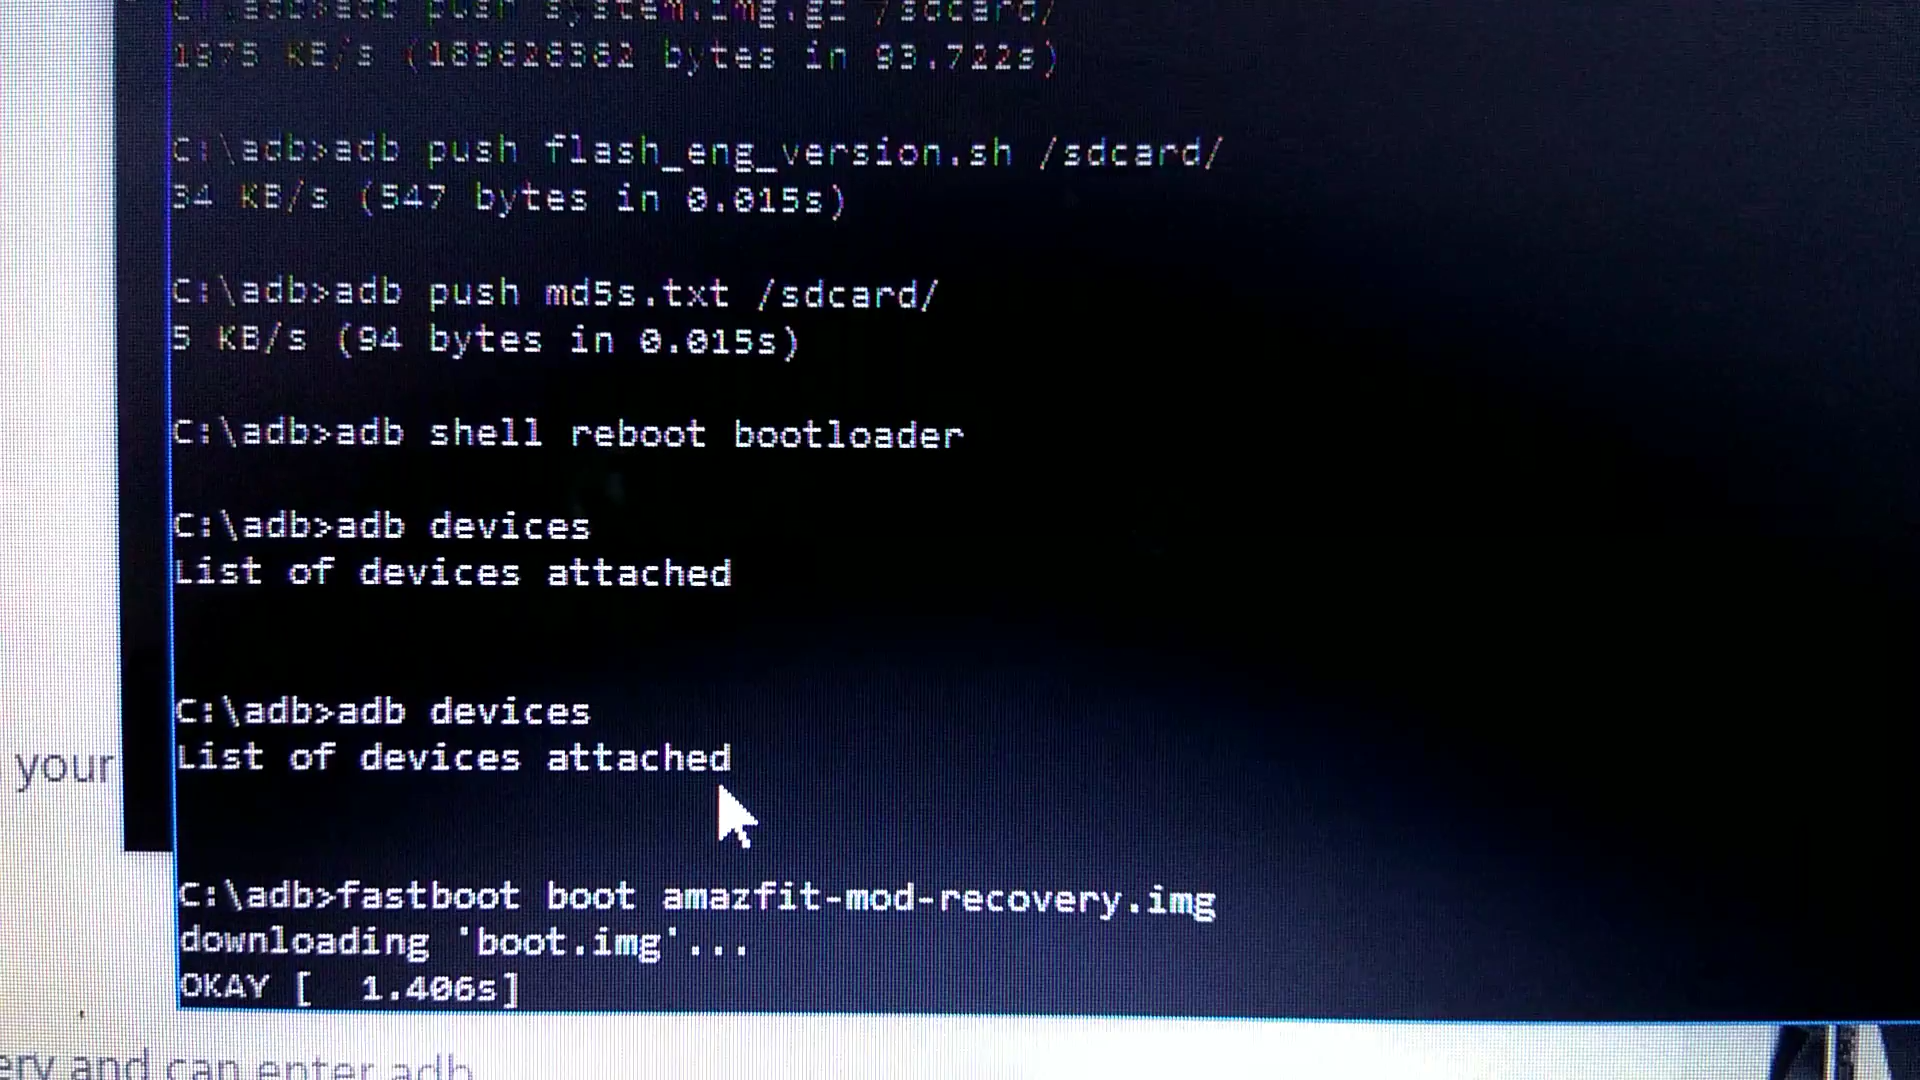 C:\adb>adb push system.img.gz /sdcard/
1975 KB/s (189626362 bytes in 93.722s)
C:\adb>adb push flash_eng_version.sh /sdcard/
34 KB/s (547 bytes in 0.015s)
C:\adb>adb push md5s.txt /sdcard/
5 KB/s (94 bytes in 0.015s)
C:\adb>adb shell reboot bootloader
C:\adb>adb devices
List of devices attached
C:\adb>adb devices
List of devices attached
your
C:\adb>fastboot boot amazfit-mod-recovery.img
downloading 'boot.img'...
OKAY [  1.406s]
and can enter adb